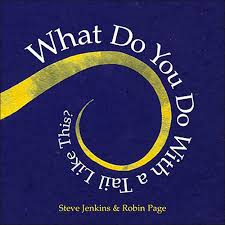 What Do You Do With a Tail Like This?
Steve Jenkins & Robin Page